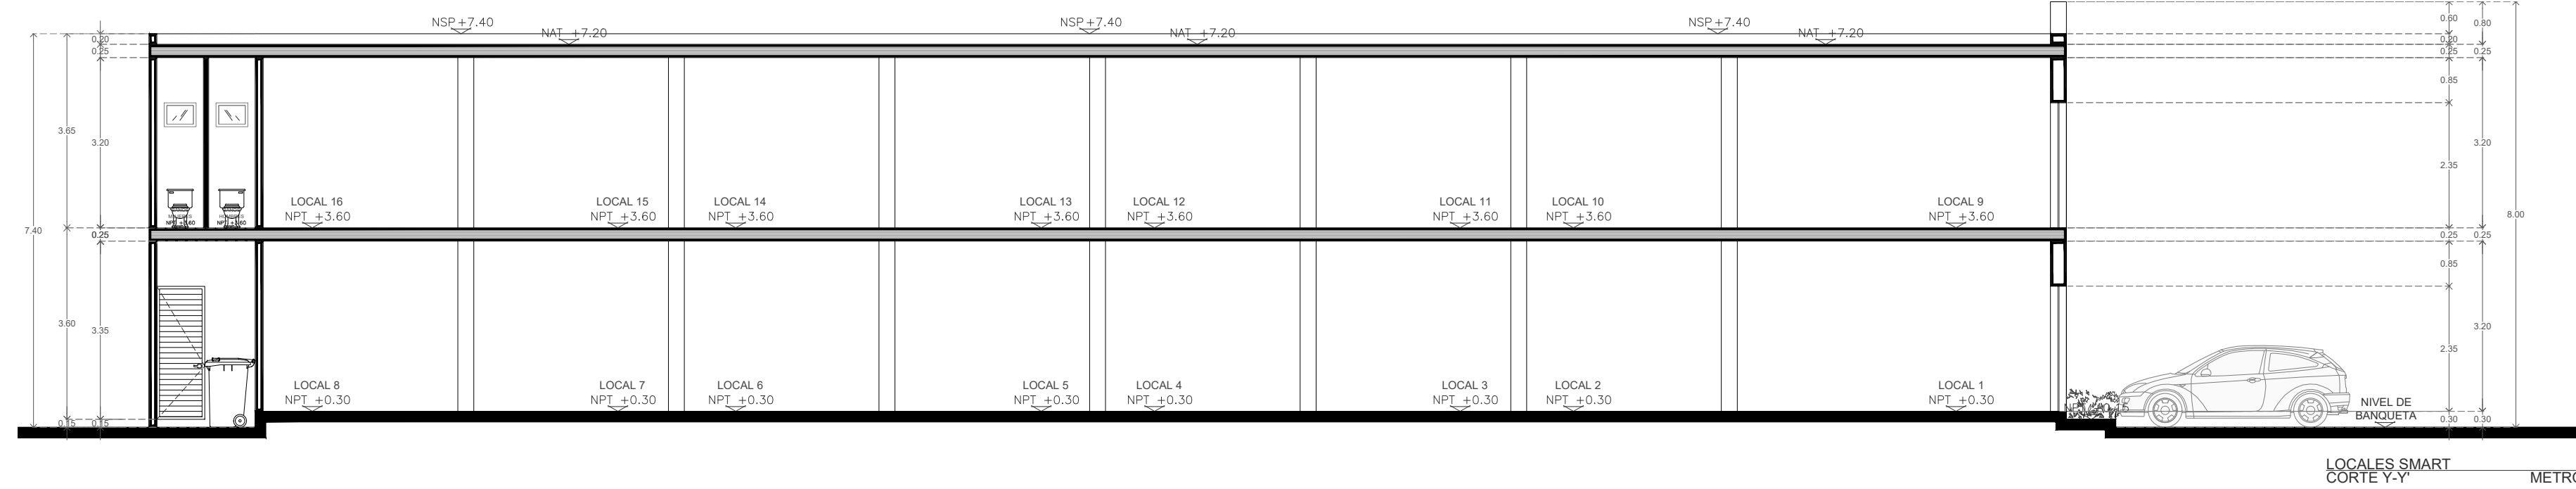 NSP+7.40
NSP+7.40
NSP+7.40
NAT +7.20
NAT +7.20
NAT +7.20
0.20
0.25
3.65
3.20
7.40
0.25
3.60
3.35
0.15
0.15
NPT +3.60
NPT +3.60
LOCAL 16
NPT +3.60
LOCAL 15
NPT +3.60
LOCAL 14
NPT +3.60
LOCAL 13
NPT +3.60
LOCAL 12
NPT +3.60
LOCAL 11
NPT +3.60
LOCAL 10
NPT +3.60
LOCAL 9
NPT +3.60
LOCAL 8
NPT +0.30
LOCAL 7
NPT +0.30
LOCAL 6
NPT +0.30
LOCAL 5
NPT +0.30
LOCAL 4
NPT +0.30
LOCAL 3
NPT +0.30
LOCAL 2
NPT +0.30
LOCAL 1
NPT +0.30
0.60
0.80
0.20
0.25
0.25
0.85
3.20
2.35
8.00
0.25
0.25
0.85
3.20
2.35
0.30
0.30
NIVEL DE
BANQUETA
LOCALES SMART
CORTE Y-Y'
METRO